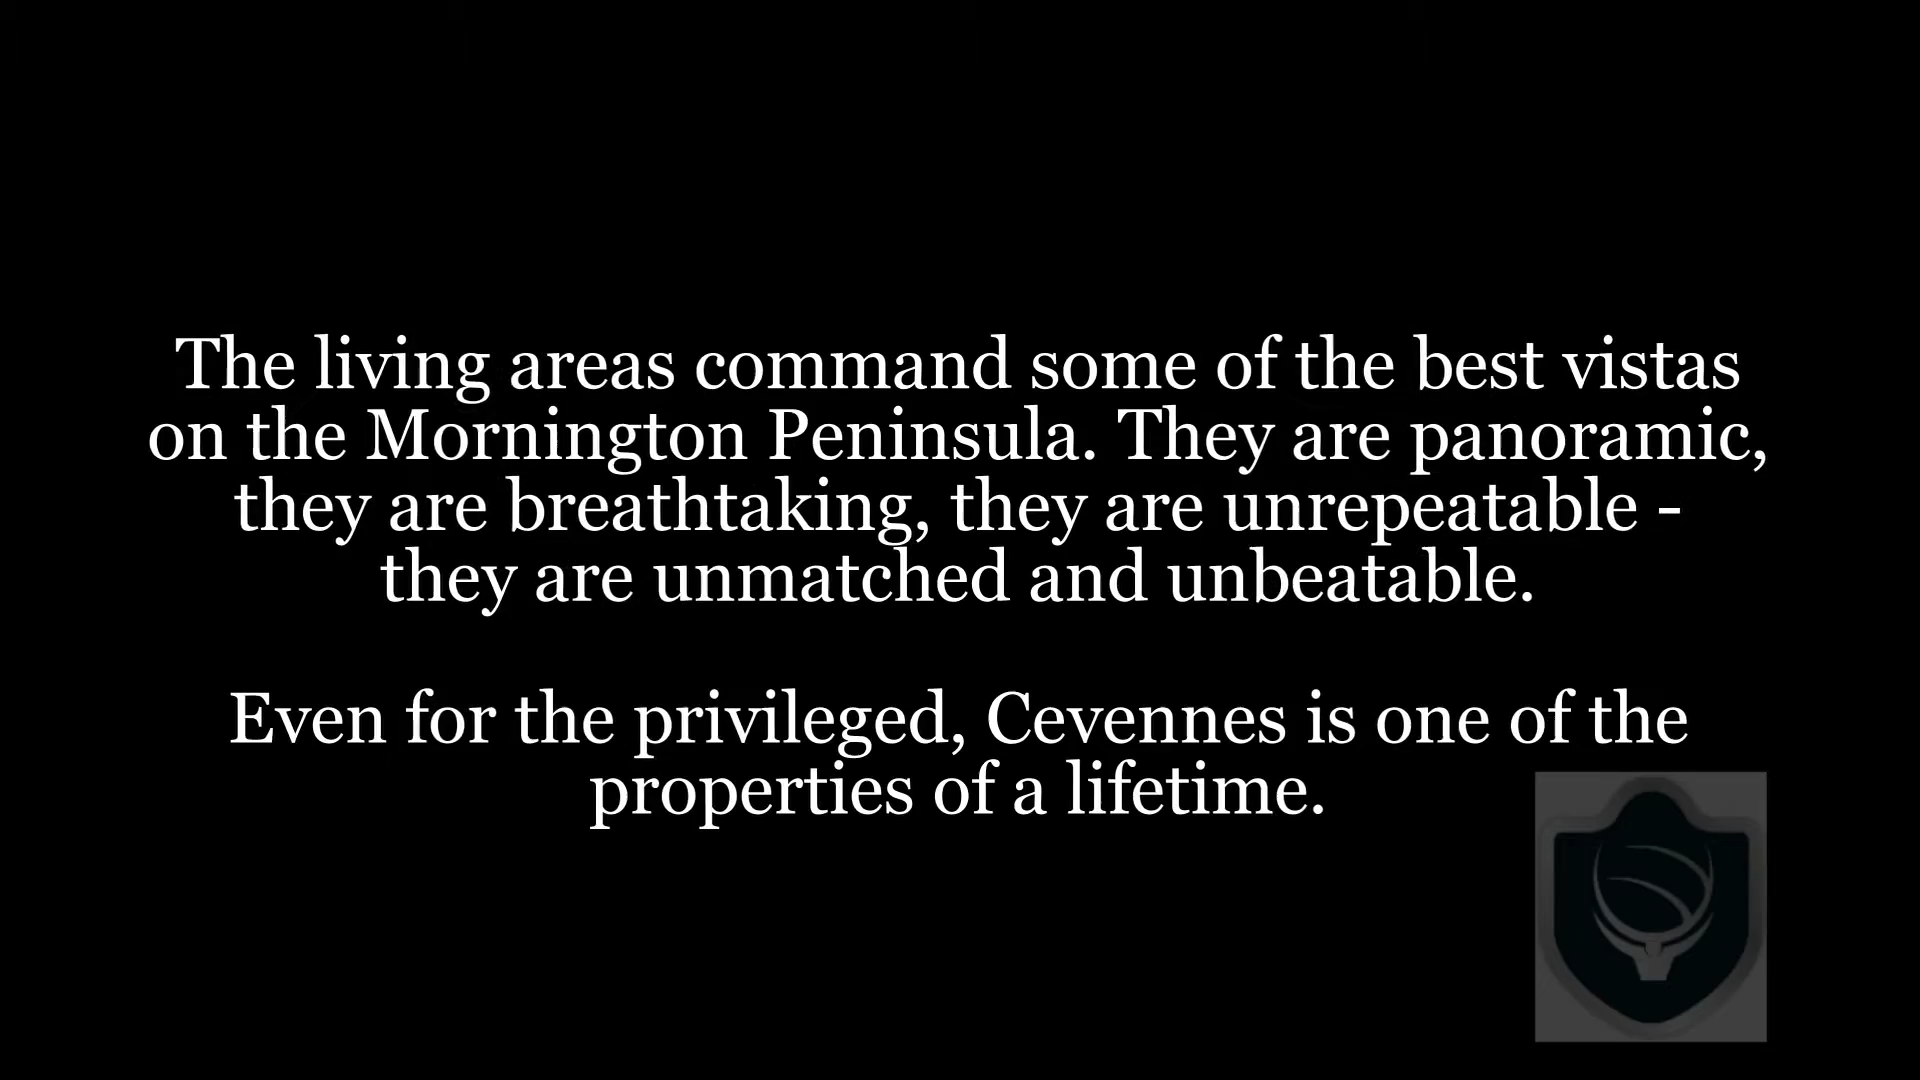 The living areas command some of the best vistas
on the Mornington Peninsula. They are panoramic,
they are breathtaking, they are unrepeatable -
they are unmatched and unbeatable.
Even for the privileged, Cevennes is one of the
properties of a lifetime.